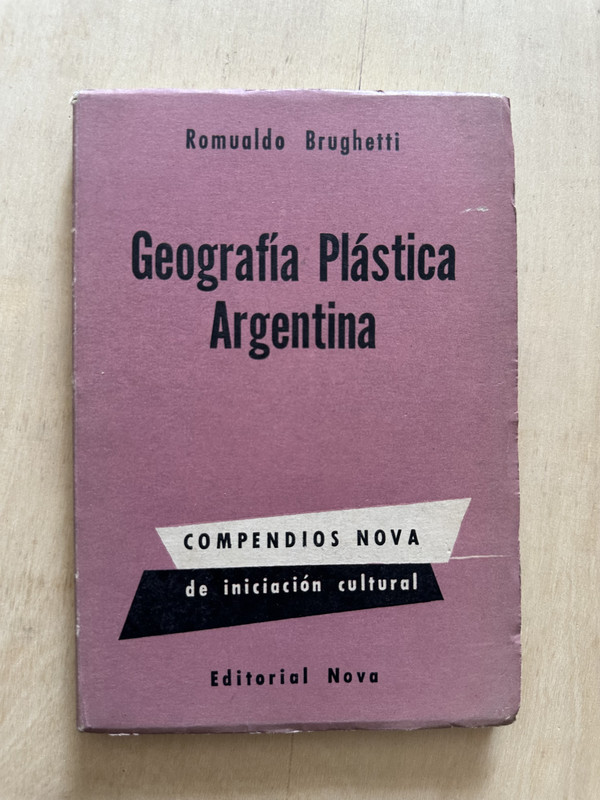 Romualdo Brughetti
Geografía Plástica
Argentina
COMPENDIOS NOVA
de iniciación cultural
Editorial Nova